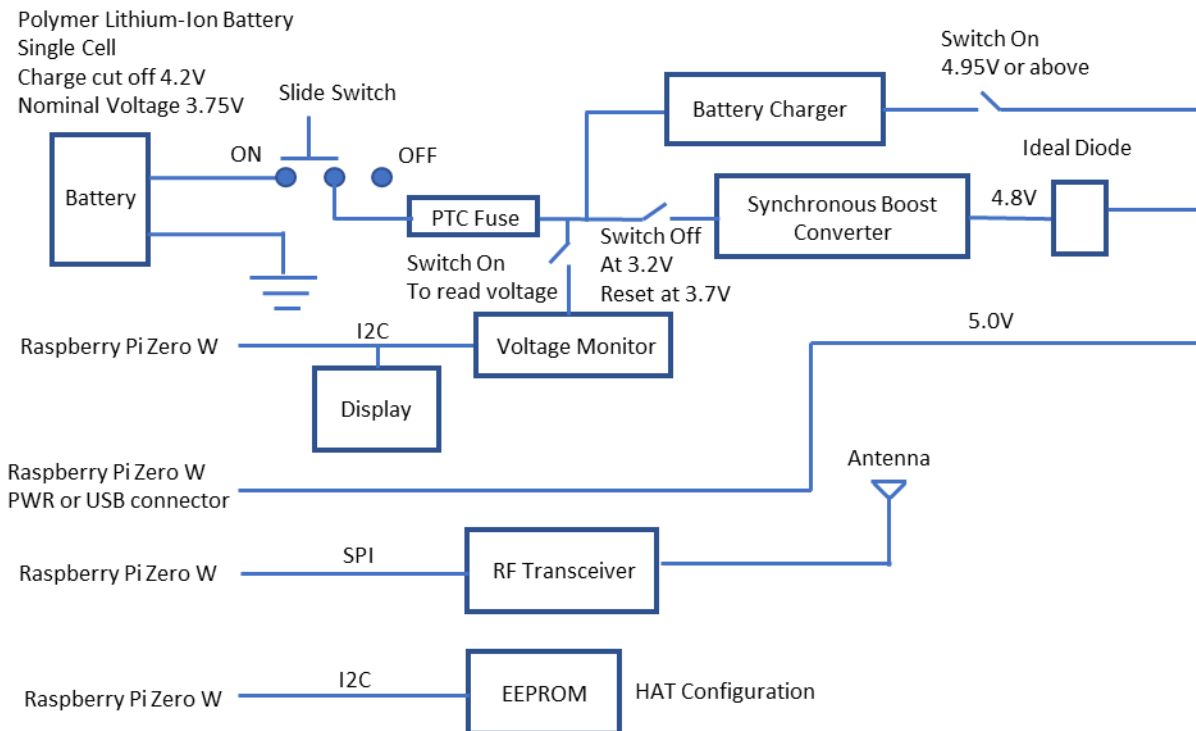 Polymer Lithium-Ion Battery
Single Cell
Charge cut off 4.2V
Nominal Voltage 3.75V
Slide Switch
ON
OFF
Battery
PTC Fuse
Battery Charger
Switch On
4.95V or above
Ideal Diode
Synchronous Boost
Converter
4.8V
Switch Off
At 3.2V
Reset at 3.7V
Switch On
To read voltage
5.0V
Raspberry Pi Zero W
I2C
Voltage Monitor
Display
Raspberry Pi Zero W
PWR or USB connector
Antenna
Raspberry Pi Zero W
SPI
RF Transceiver
Raspberry Pi Zero W
I2C
EEPROM
HAT Configuration